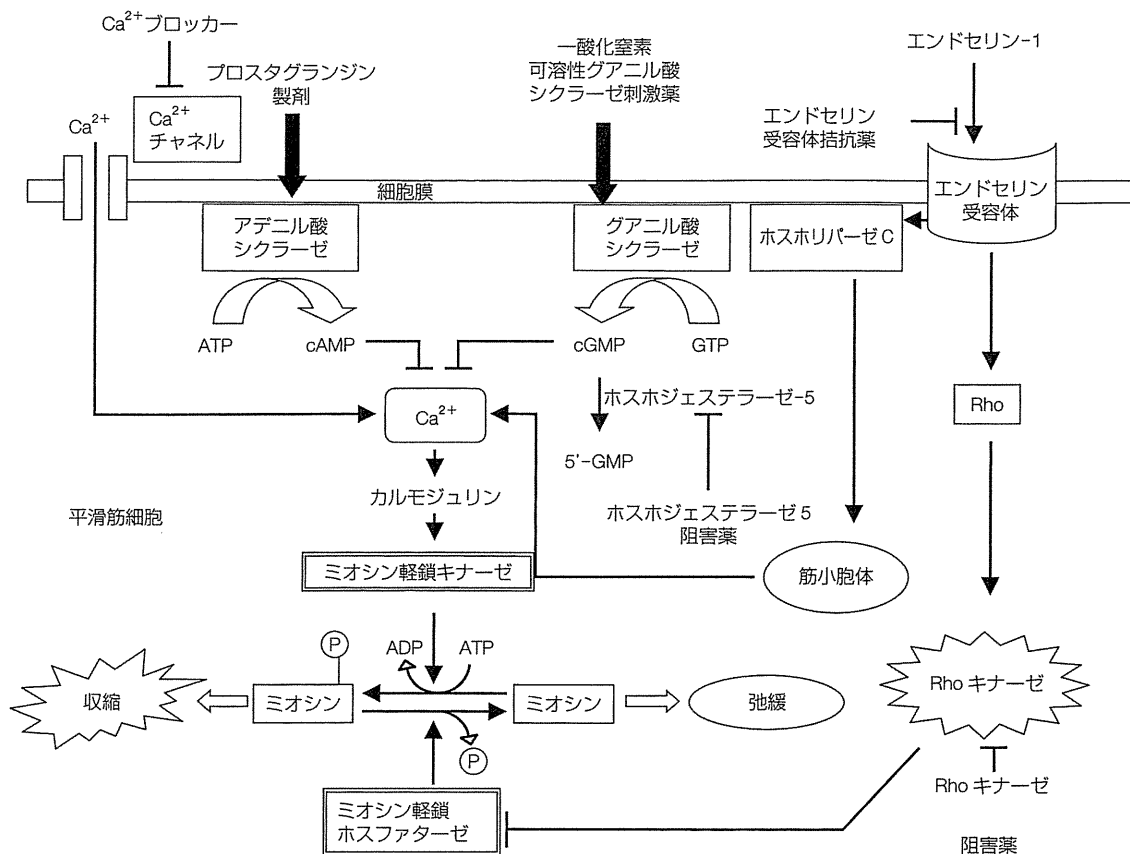 Ca2+ブロッカー
プロスタグランジン
製剤
一酸化窒素
可溶性グアニル酸
シクラーゼ刺激薬
エンドセリン-1
Ca2+
Ca2+
チャネル
エンドセリン
受容体拮抗薬
細胞膜
エンドセリン
受容体
アデニル酸
シクラーゼ
グアニル酸
シクラーゼ
ホスホリパーゼC
ATP
cAMP
cGMP
GTP
Ca2+
ホスホジェステラーゼ-5
Rho
5'-GMP
カルモジュリン
平滑筋細胞
ホスホジェステラーゼ5
阻害薬
ミオシン軽鎖キナーゼ
筋小胞体
P
ADP
ATP
収縮
ミオシン
ミオシン
弛緩
Rhoキナーゼ
P
Rhoキナーゼ
阻害薬
ミオシン軽鎖
ホスファターゼ